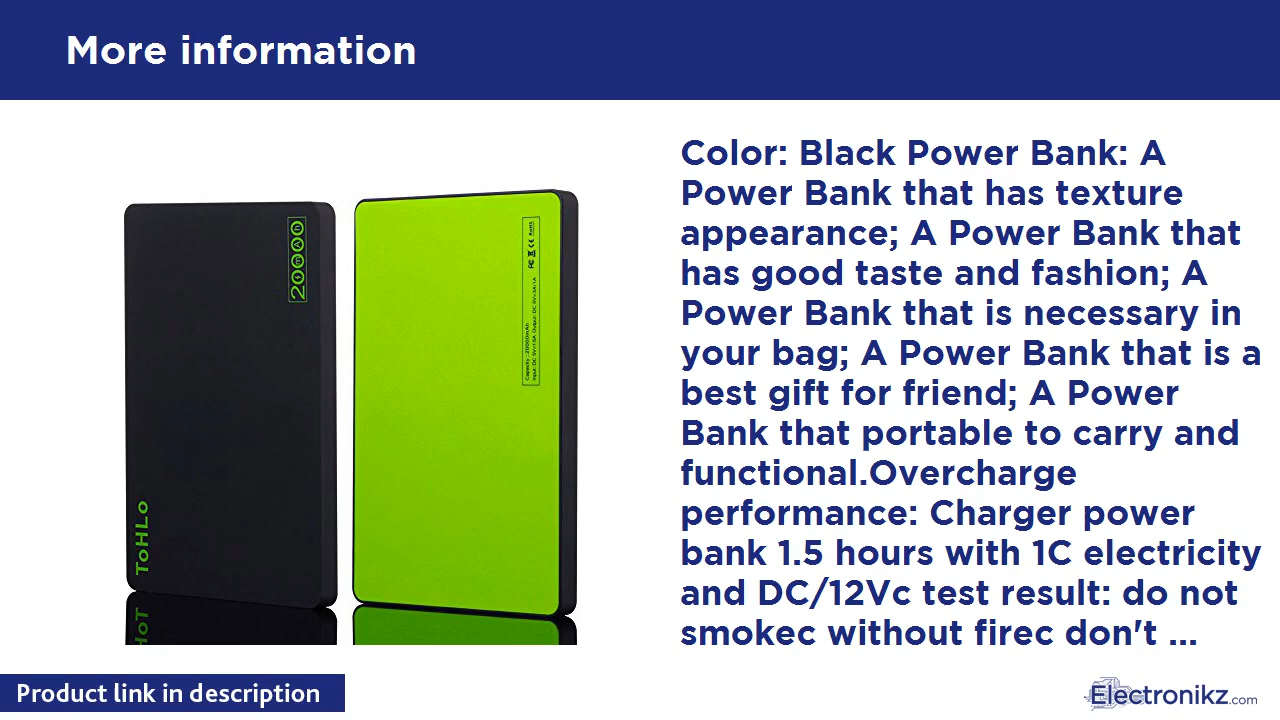 More information
Color: Black Power Bank: A
Power Bank that has texture
appearance; A Power Bank that
has good taste and fashion; A
Power Bank that is necessary in
your bag; A Power Bank that is a
best gift for friend; A Power
Bank that portable to carry and
functional.Overcharge
performance: Charger power
bank 1.5 hours with 1C electricity
and DC/12Vc test result: do not
smokec without firec don't ...
20000mAh
ToHLo
Capacity: 20000mAh
Product link in description
Electronikz.com